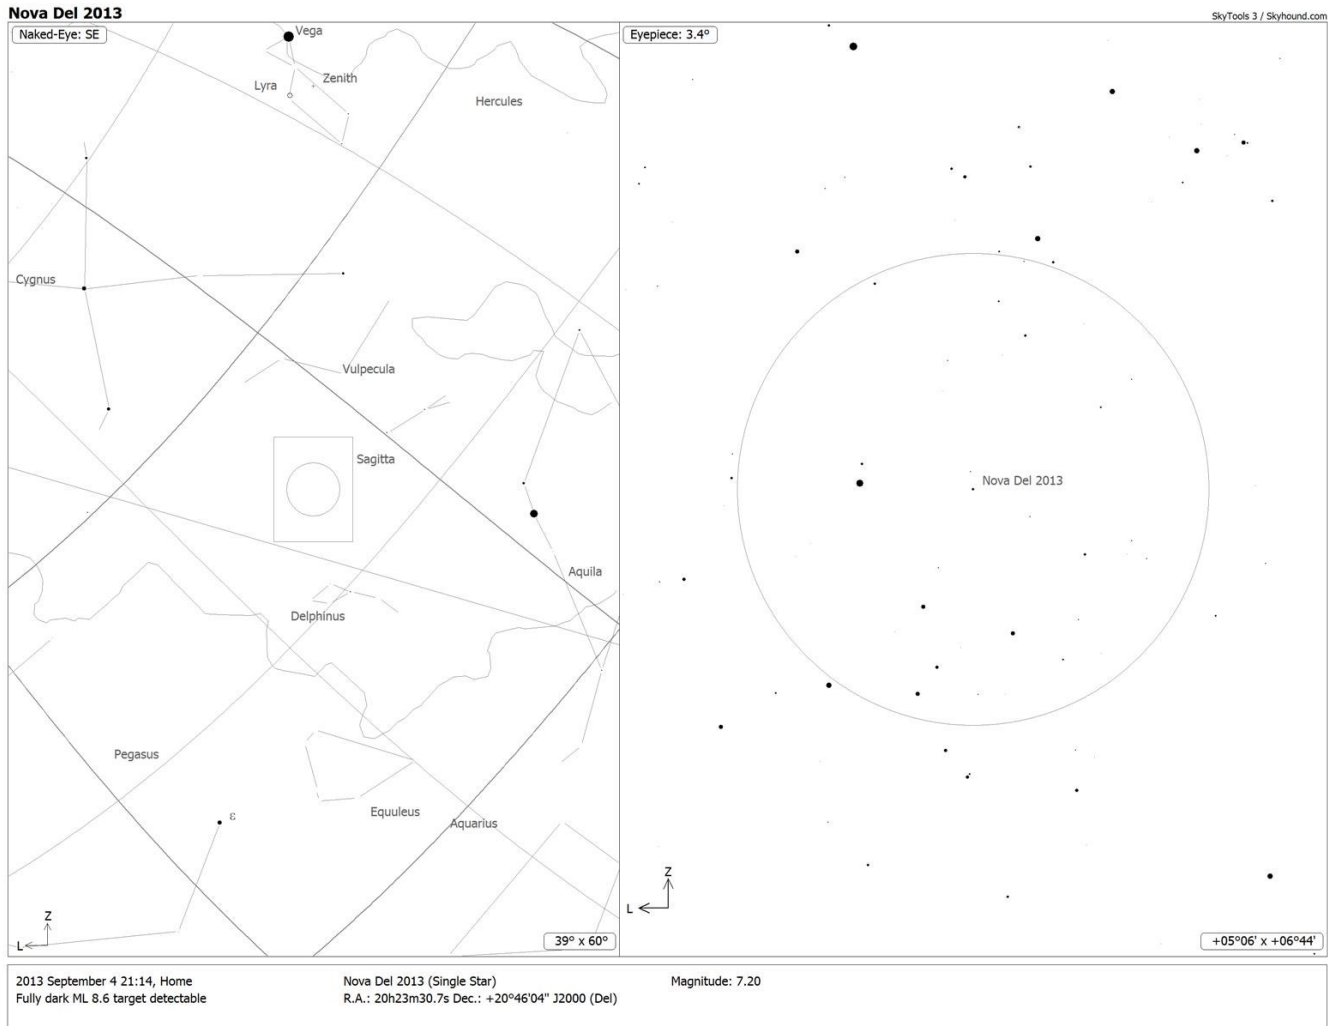 Nova Del 2013
SkyTools 3 / Skyhound.com
Naked-Eye: SE
Vega
Zenith
Lyra
Hercules
Cygnus
Vulpecula
Sagitta
Aquila
Delphinus
Pegasus
ε
Equuleus
Aquarius
Z
L
39° x 60°
Eyepiece: 3.4°
Nova Del 2013
Z
L
+05°06' x +06°44'
2013 September 4 21:14, Home
Fully dark ML 8.6 target detectable
Nova Del 2013 (Single Star)
R.A.: 20h23m30.7s Dec.: +20°46'04" J2000 (Del)
Magnitude: 7.20